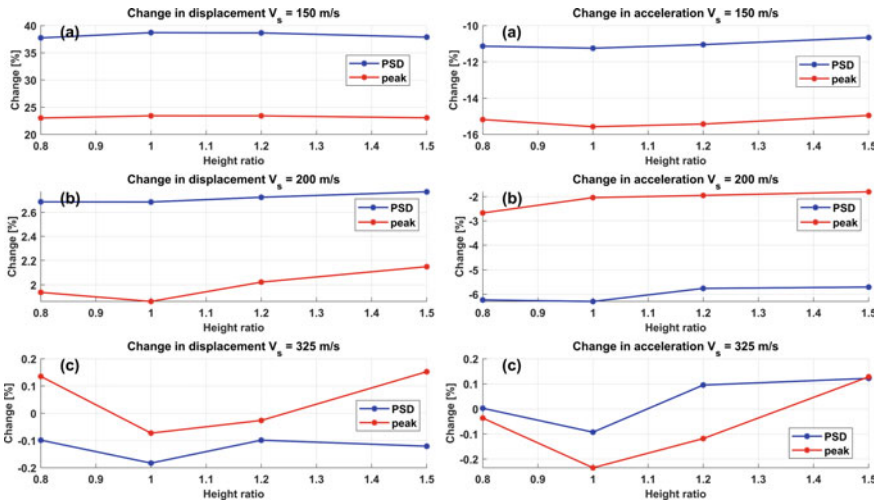 Change in displacement Vs = 150 m/s
(a)
Change [%]
40
35
30
25
20
PSD
peak
0.8 0.9 1 1.1 1.2 1.3 1.4 1.5
Height ratio
Change in acceleration Vs = 150 m/s
(a)
Change [%]
-10
-12
-14
-16
PSD
peak
0.8 0.9 1 1.1 1.2 1.3 1.4 1.5
Height ratio
Change in displacement Vs = 200 m/s
(b)
Change [%]
2.6
2.4
2.2
2
PSD
peak
0.8 0.9 1 1.1 1.2 1.3 1.4 1.5
Height ratio
Change in acceleration Vs = 200 m/s
(b)
Change [%]
-2
-3
-4
-5
-6
PSD
peak
0.8 0.9 1 1.1 1.2 1.3 1.4 1.5
Height ratio
Change in displacement Vs = 325 m/s
(c)
Change [%]
0.2
0.1
0
-0.1
-0.2
PSD
peak
0.8 0.9 1 1.1 1.2 1.3 1.4 1.5
Height ratio
Change in acceleration Vs = 325 m/s
(c)
Change [%]
0.2
0.1
0
-0.1
-0.2
PSD
peak
0.8 0.9 1 1.1 1.2 1.3 1.4 1.5
Height ratio